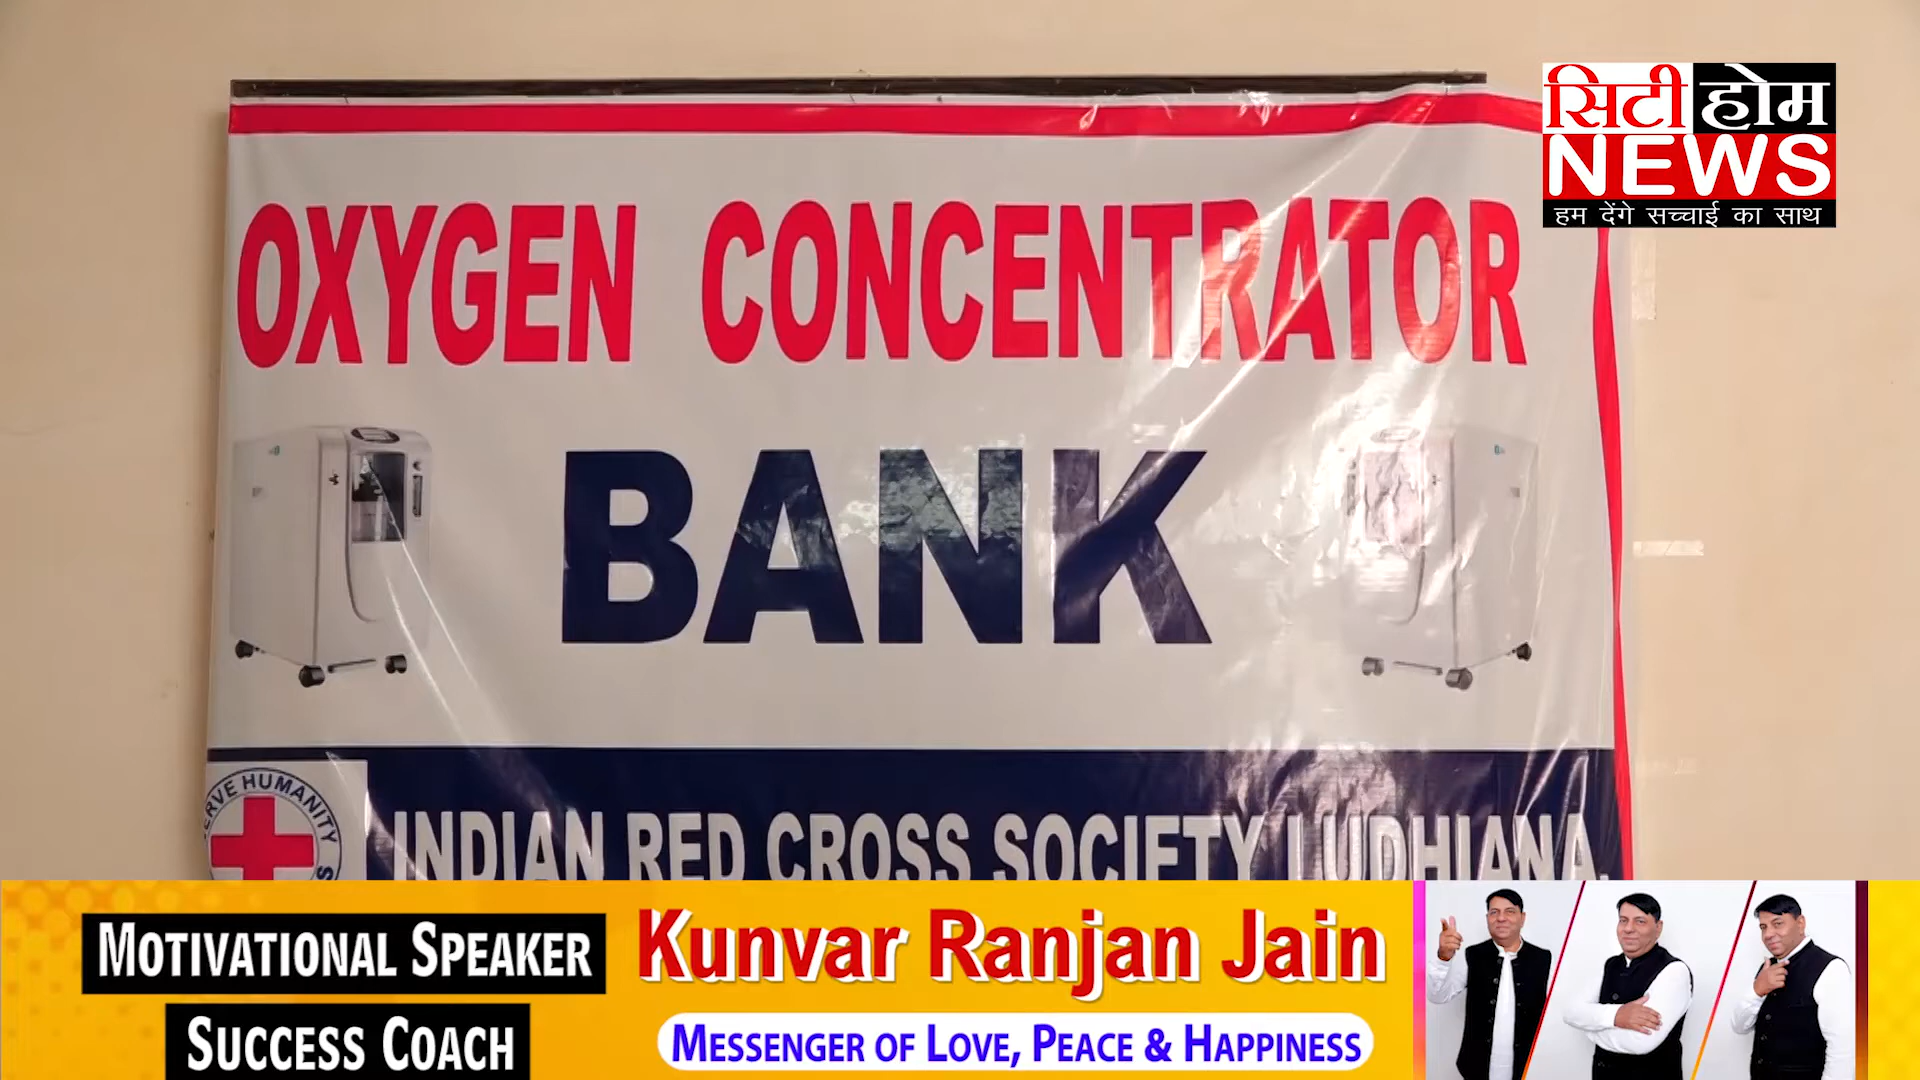 सिटी होम
NEWS
हम देंगे सच्चाई का साथ
OXYGEN CONCENTRATOR
BANK
HUMANITY
INDIAN RED CROSS SOCIETY LUDHIANA
MOTIVATIONAL SPEAKER
SUCCESS COACH
Kunvar Ranjan Jain
MESSENGER OF LOVE, PEACE & HAPPINESS